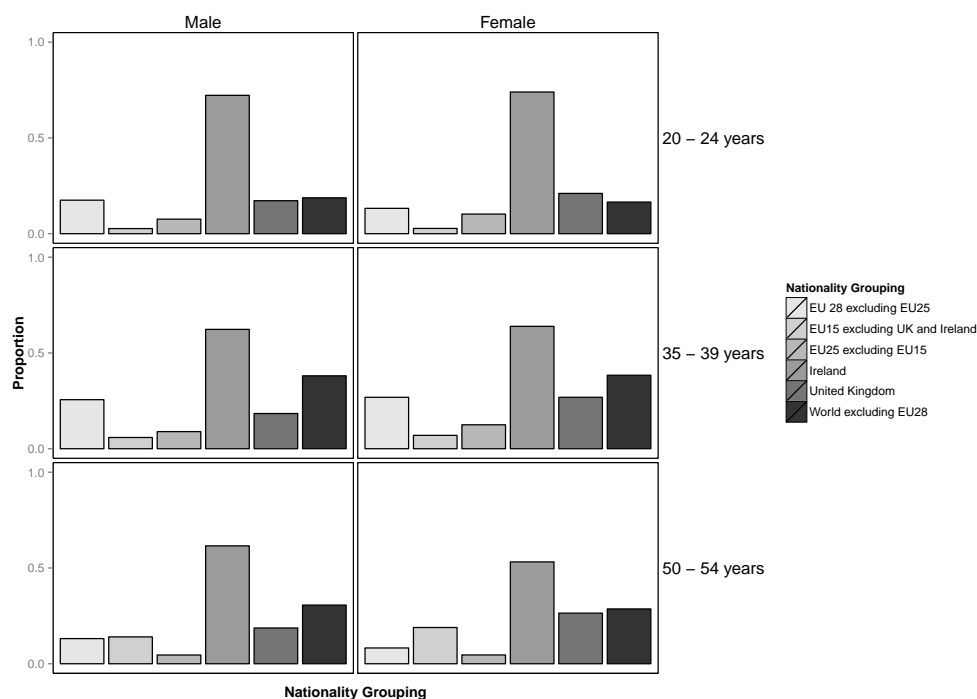 Male Female
1.0
0.5
0.0
20 – 24 years
1.0
0.5
0.0
35 – 39 years
1.0
0.5
0.0
50 – 54 years
Proportion
Nationality Grouping
Nationality Grouping
EU 28 excluding EU25
EU15 excluding UK and Ireland
EU25 excluding EU15
Ireland
United Kingdom
World excluding EU28